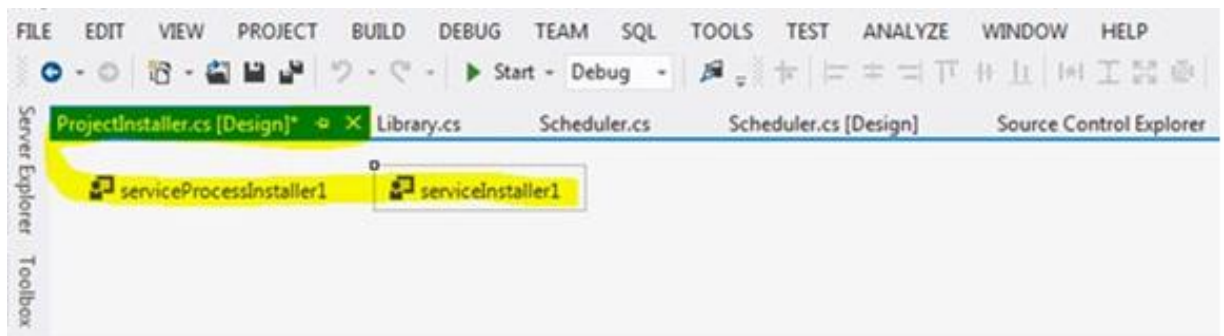 FILE EDIT VIEW PROJECT BUILD DEBUG TEAM SQL TOOLS TEST ANALYZE WINDOW HELP
Start Debug
ProjectInstaller.cs [Design]* Library.cs Scheduler.cs Scheduler.cs [Design] Source Control Explorer
serviceProcessInstaller1 serviceInstaller1
Server Explorer
Toolbox